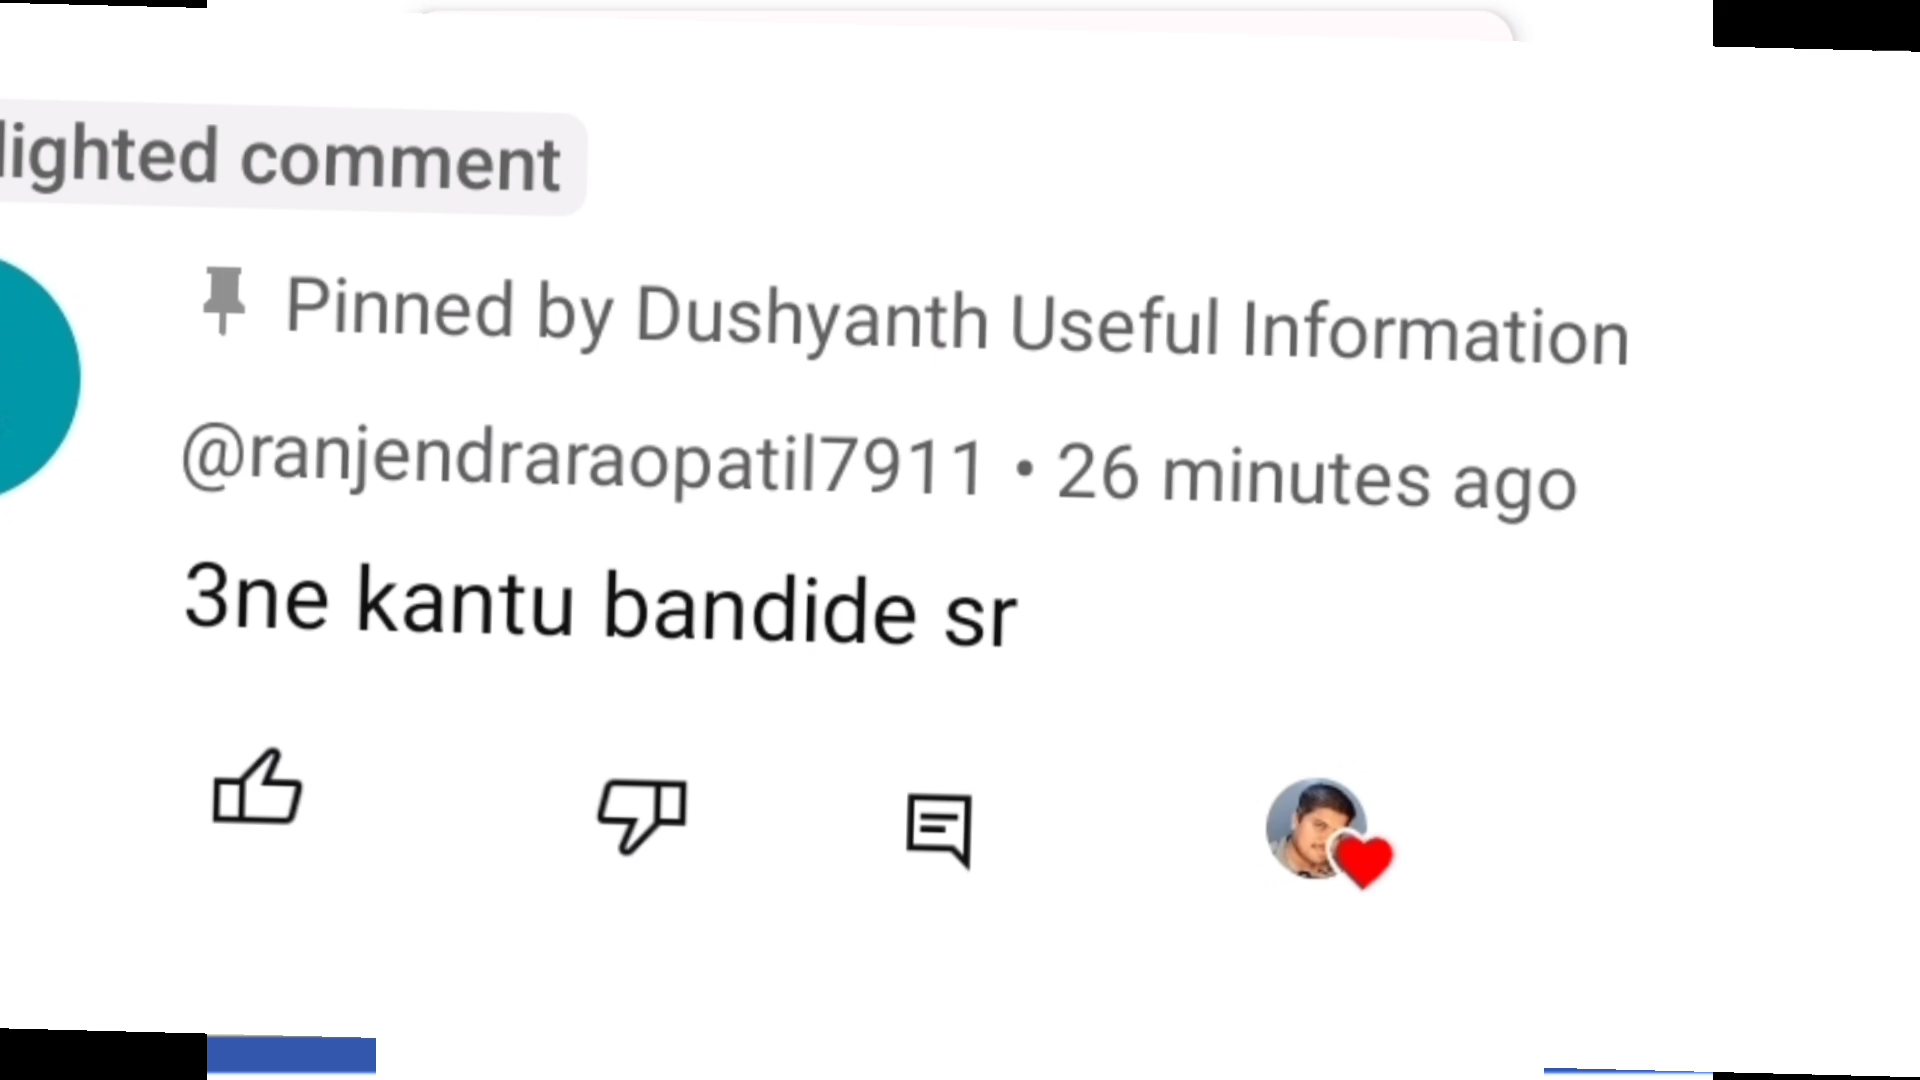 lighted comment
Pinned by Dushyanth Useful Information
@ranjendraraopatil7911 • 26 minutes ago
3ne kantu bandide sr